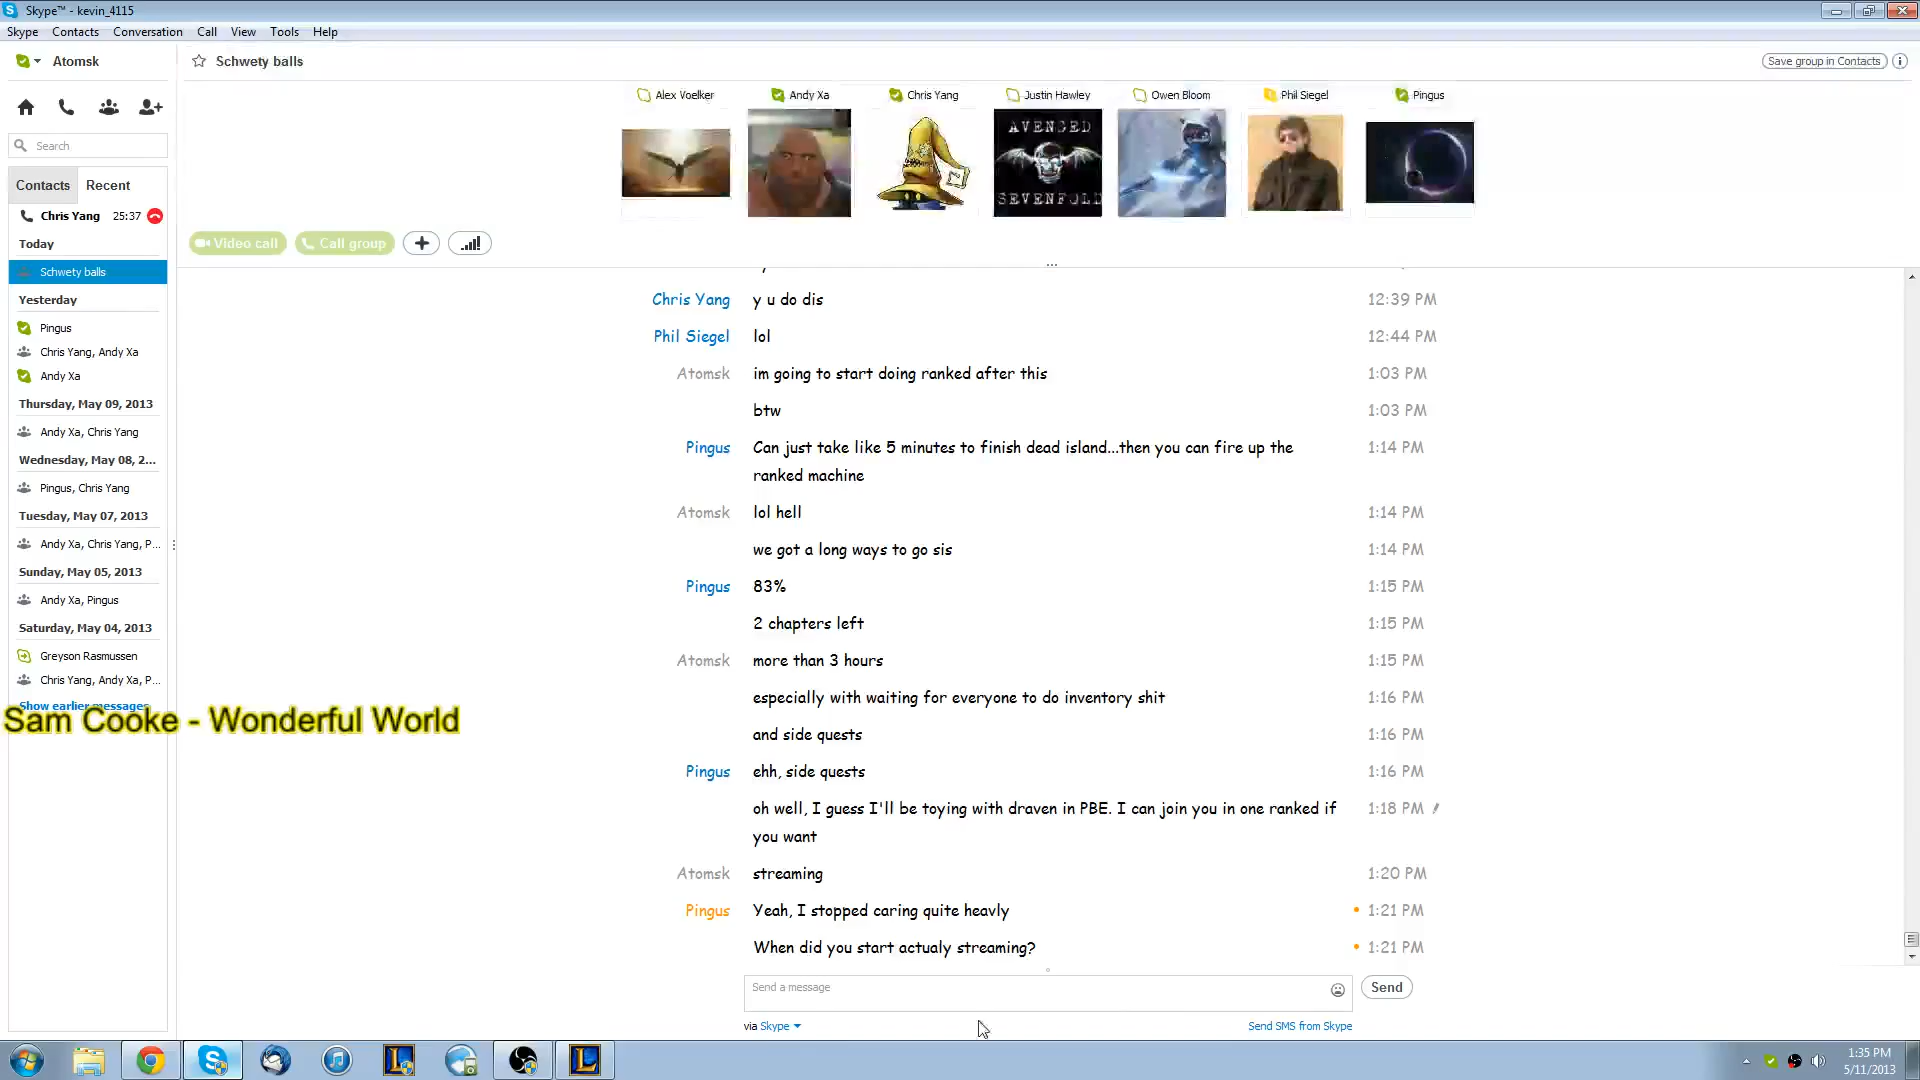 Skype™ - kevin_4115
Skype Contacts Conversation Call View Tools Help
Atomsk
Schwety balls
Save group in Contacts
Alex Voelker Andy Xa Chris Yang Justin Hawley Owen Bloom Phil Siegel Pingus
AVENGED
SEVENFOLD
Search
Contacts Recent
Chris Yang 25:37
Today
Schwety balls
Yesterday
Pingus
Chris Yang, Andy Xa
Andy Xa
Thursday, May 09, 2013
Andy Xa, Chris Yang
Wednesday, May 08, 2...
Pingus, Chris Yang
Tuesday, May 07, 2013
Andy Xa, Chris Yang, P...
Sunday, May 05, 2013
Andy Xa, Pingus
Saturday, May 04, 2013
Greyson Rasmussen
Chris Yang, Andy Xa, P...
Show earlier messages
Sam Cooke - Wonderful World
Video call Call group
Chris Yang y u do dis 12:39 PM
Phil Siegel lol 12:44 PM
Atomsk im going to start doing ranked after this 1:03 PM
btw 1:03 PM
Pingus Can just take like 5 minutes to finish dead island...then you can fire up the 1:14 PM
ranked machine
Atomsk lol hell 1:14 PM
we got a long ways to go sis 1:14 PM
Pingus 83% 1:15 PM
2 chapters left 1:15 PM
Atomsk more than 3 hours 1:15 PM
especially with waiting for everyone to do inventory shit 1:16 PM
and side quests 1:16 PM
Pingus ehh, side quests 1:16 PM
oh well, I guess I'll be toying with draven in PBE. I can join you in one ranked if 1:18 PM
you want
Atomsk streaming 1:20 PM
Pingus Yeah, I stopped caring quite heavly 1:21 PM
When did you start actualy streaming? 1:21 PM
Send a message
Send
via Skype
Send SMS from Skype
1:35 PM
5/11/2013